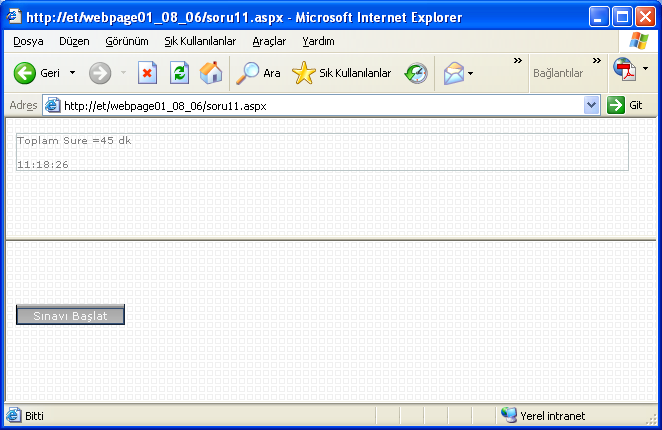 http://et/webpage01_08_06/soru11.aspx - Microsoft Internet Explorer
Dosya Düzen Görünüm Sık Kullanılanlar Araçlar Yardım
Geri Ara Sık Kullanılanlar » Bağlantılar »
Adres http://et/webpage01_08_06/soru11.aspx Git
Toplam Sure =45 dk
11:18:26
Sınavı Başlat
Bitti Yerel intranet